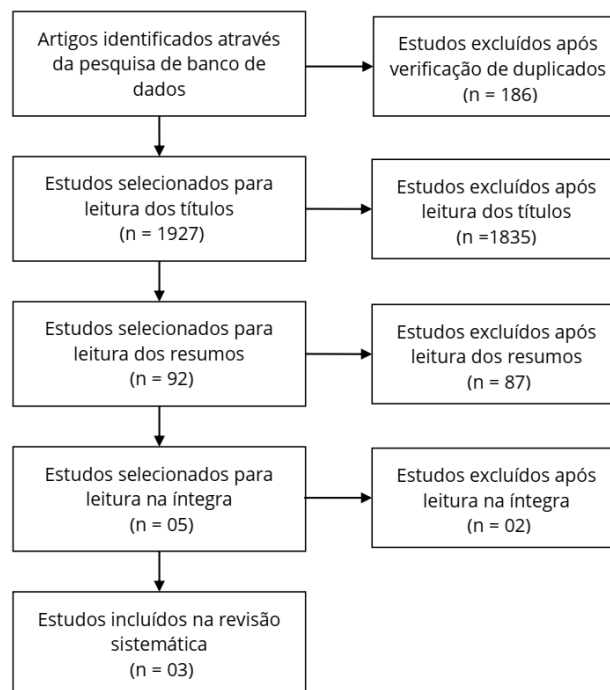 Artigos identificados através
da pesquisa de banco de
dados
Estudos excluídos após
verificação de duplicados
(n = 186)
Estudos selecionados para
leitura dos títulos
(n = 1927)
Estudos excluídos após
leitura dos títulos
(n =1835)
Estudos selecionados para
leitura dos resumos
(n = 92)
Estudos excluídos após
leitura dos resumos
(n = 87)
Estudos selecionados para
leitura na íntegra
(n = 05)
Estudos excluídos após
leitura na íntegra
(n = 02)
Estudos incluídos na revisão
sistemática
(n = 03)